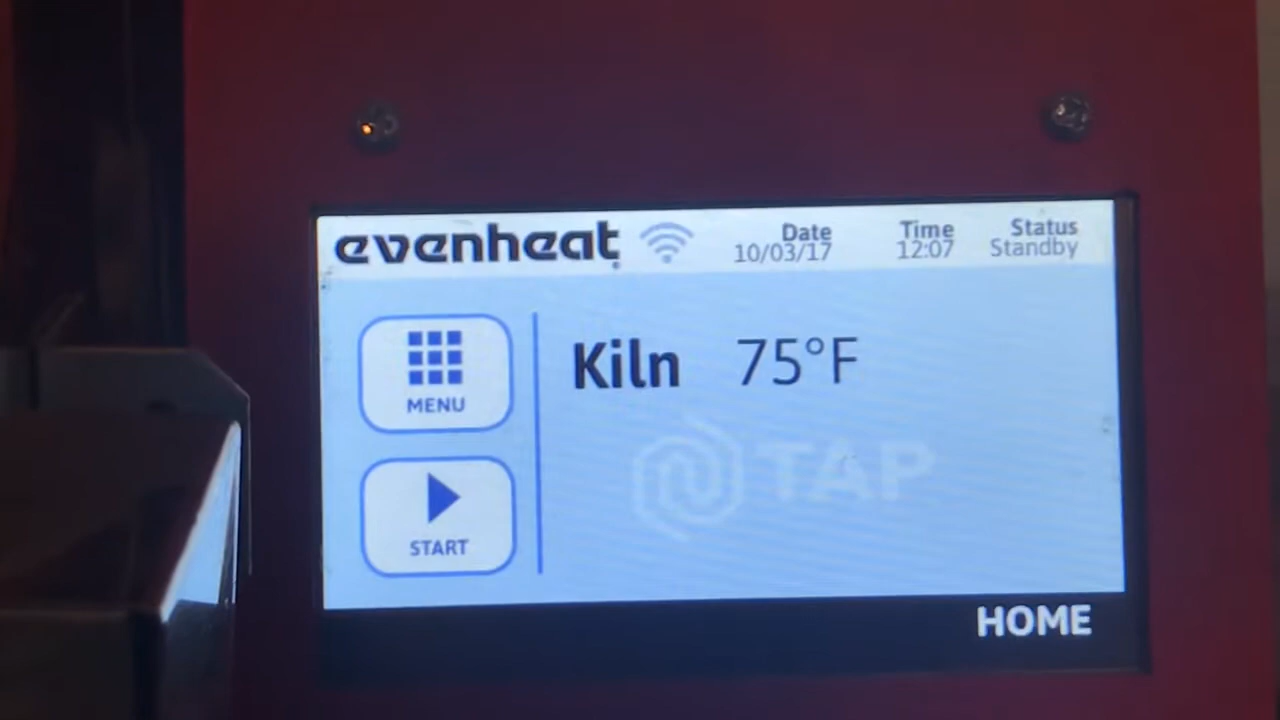 evenheat
Date
10/03/17
Time
12:07
Status
Standby
MENU
Kiln 75°F
TAP
START
HOME